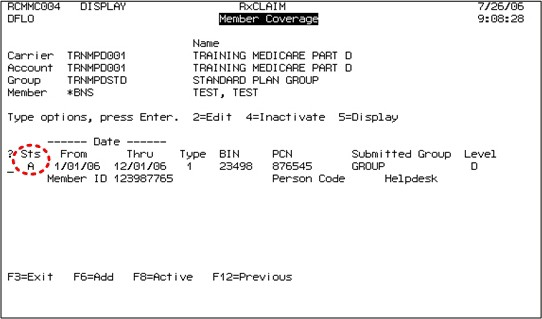 RCMMC004 DISPLAY RxCLAIM 7/26/06
DFLO Member Coverage 9:08:28
Name
Carrier TRNMPD001 TRAINING MEDICARE PART D
Account TRNMPD001 TRAINING MEDICARE PART D
Group TRNMPDSTD STANDARD PLAN GROUP
Member *BNS TEST, TEST
Type options, press Enter. 2=Edit 4=Inactivate 5=Display
------ Date ------
? Sts From Thru Type BIN PCN Submitted Group Level
_ A 1/01/06 12/01/06 1 23498 876545 GROUP D
Member ID 123987765 Person Code Helpdesk
F3=Exit F6=Add F8=Active F12=Previous